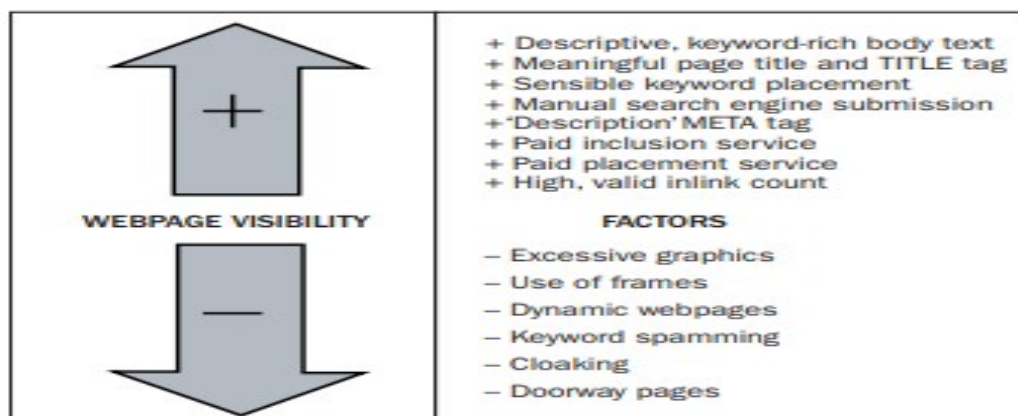 +
WEBPAGE VISIBILITY
–
+ Descriptive, keyword-rich body text
+ Meaningful page title and TITLE tag
+ Sensible keyword placement
+ Manual search engine submission
+‘Description’ META tag
+ Paid inclusion service
+ Paid placement service
+ High, valid inlink count
FACTORS
– Excessive graphics
– Use of frames
– Dynamic webpages
– Keyword spamming
– Cloaking
– Doorway pages